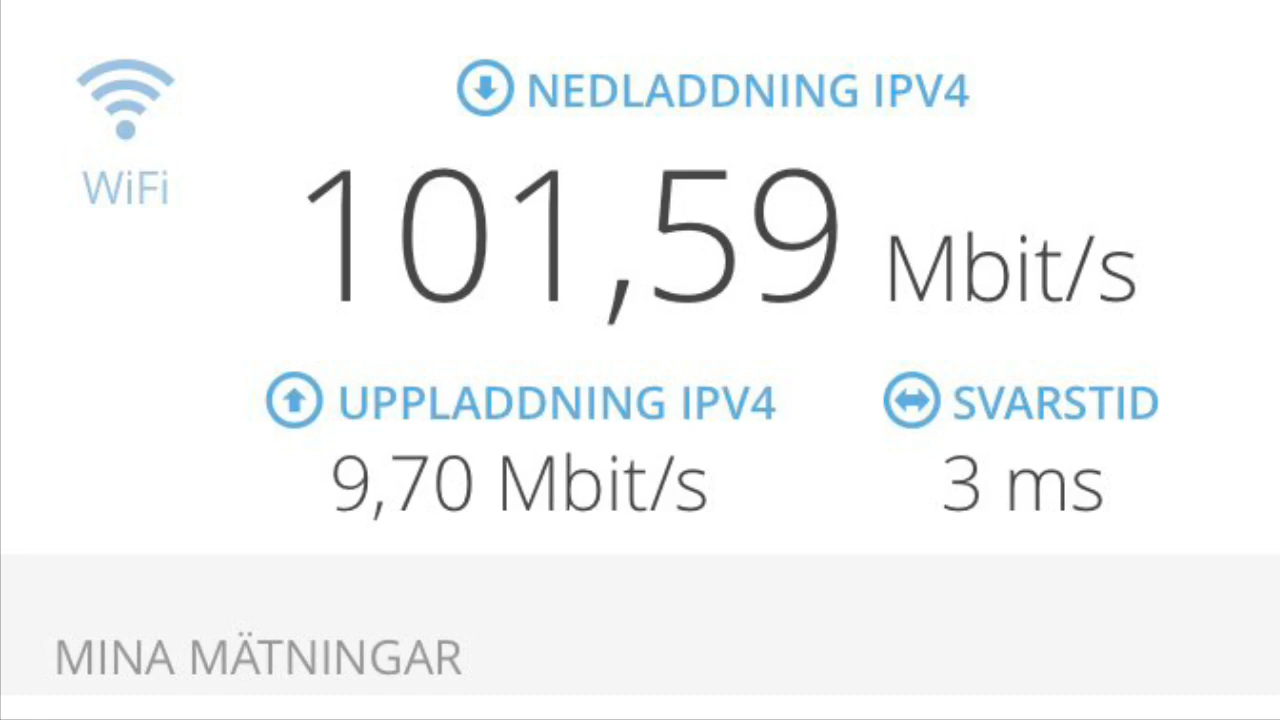 NEDLADDNING IPV4
WiFi
101,59 Mbit/s
UPPLADDNING IPV4
SVARSTID
9,70 Mbit/s
3 ms
MINA MÄTNINGAR